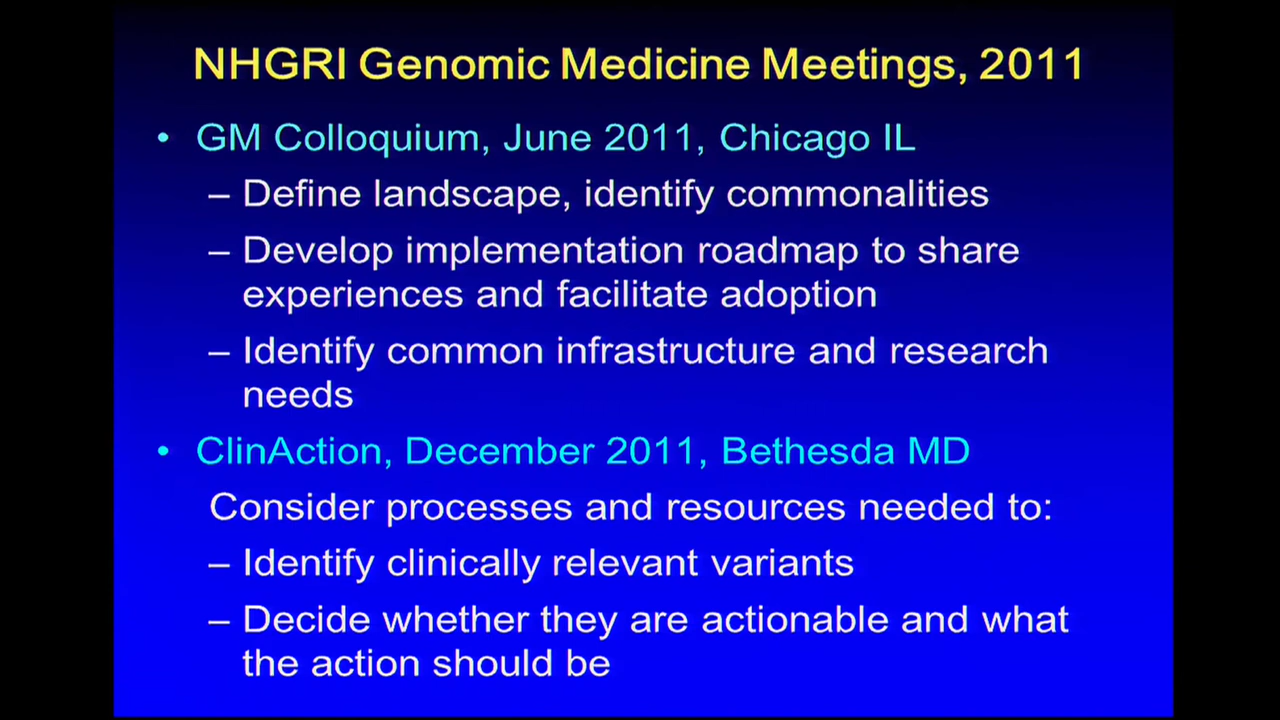 NHGRI Genomic Medicine Meetings, 2011
• GM Colloquium, June 2011, Chicago IL
– Define landscape, identify commonalities
– Develop implementation roadmap to share
experiences and facilitate adoption
– Identify common infrastructure and research
needs
• ClinAction, December 2011, Bethesda MD
Consider processes and resources needed to:
– Identify clinically relevant variants
– Decide whether they are actionable and what
the action should be